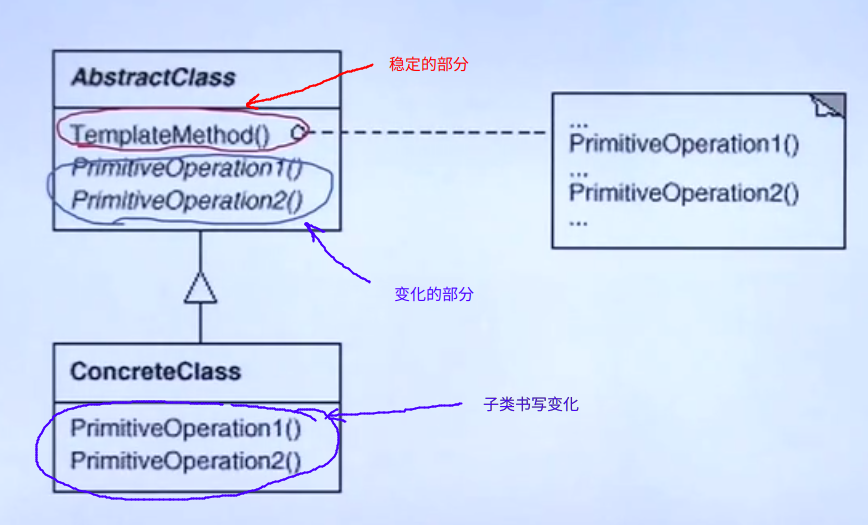 AbstractClass
稳定的部分
TemplateMethod()
PrimitiveOperation1()
PrimitiveOperation2()
...
PrimitiveOperation1()
...
PrimitiveOperation2()
...
变化的部分
ConcreteClass
子类书写变化
PrimitiveOperation1()
PrimitiveOperation2()